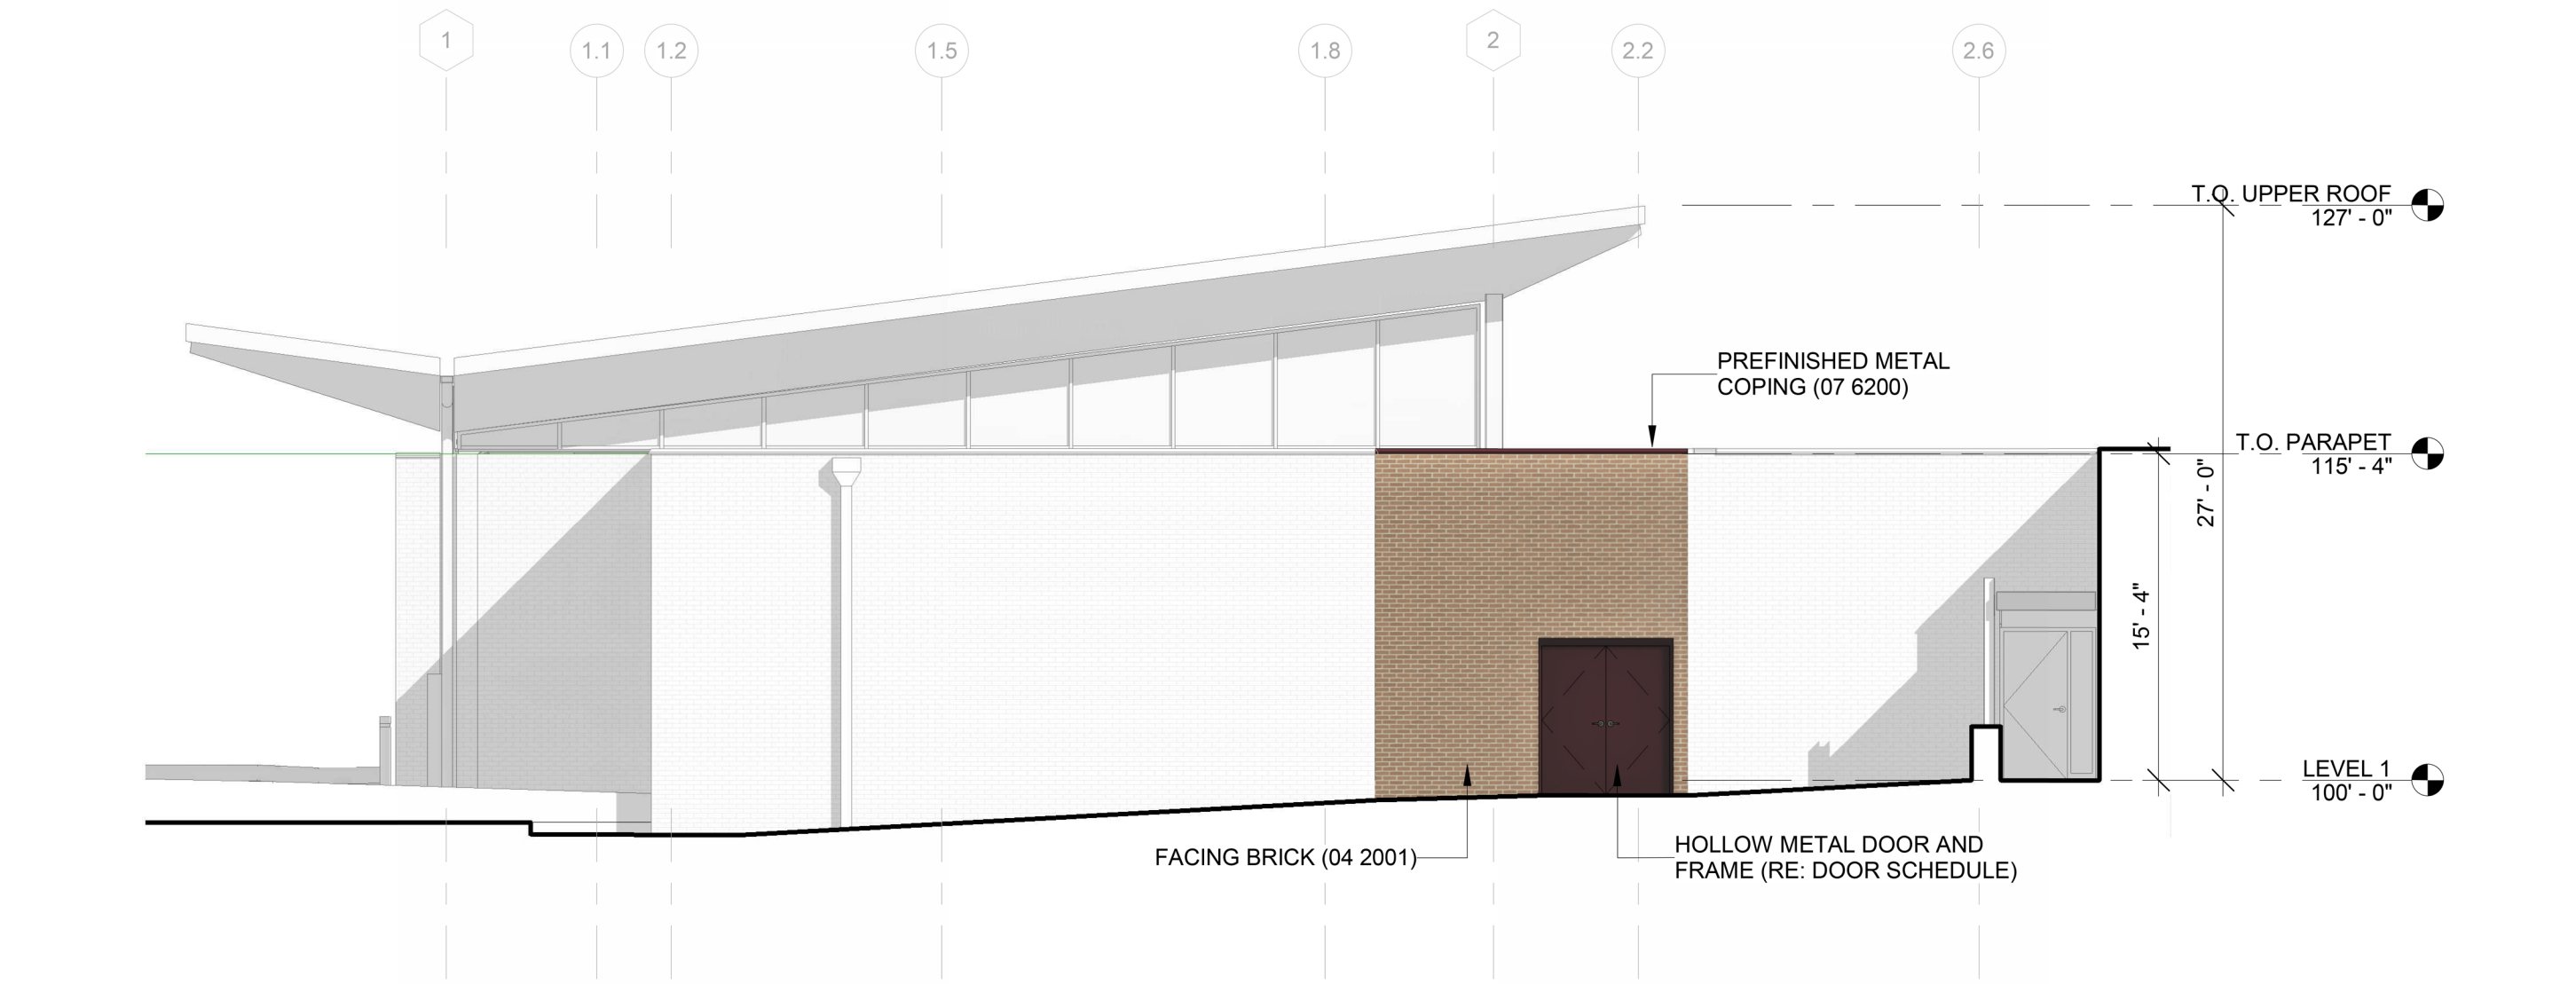 1
1.1
1.2
1.5
1.8
2
2.2
2.6
T.O. UPPER ROOF
127' - 0"
PREFINISHED METAL
COPING (07 6200)
T.O. PARAPET
115' - 4"
27' - 0"
15' - 4"
LEVEL 1
100' - 0"
FACING BRICK (04 2001)
HOLLOW METAL DOOR AND
FRAME (RE: DOOR SCHEDULE)